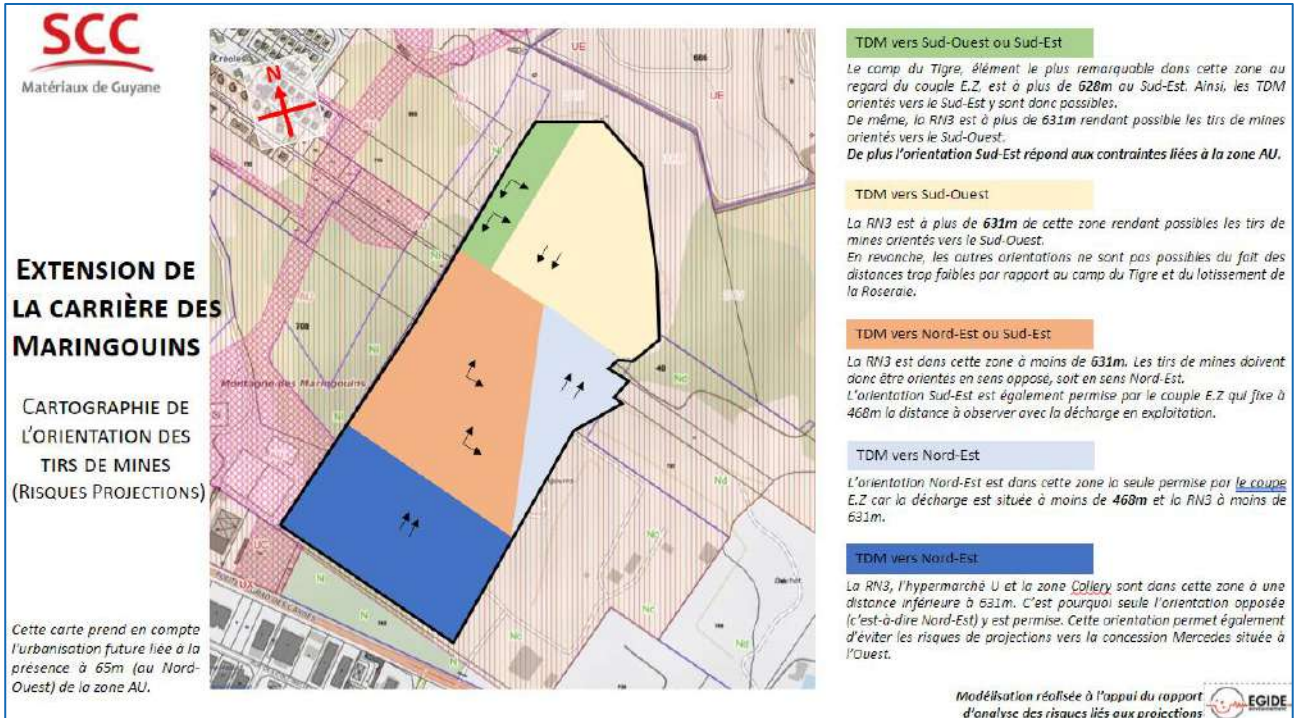 SCC
Matériaux de Guyane
EXTENSION DE
LA CARRIÈRE DES
MARINGOUINS
CARTOGRAPHIE DE
L'ORIENTATION DES
TIRS DE MINES
(RISQUES PROJECTIONS)
Cette carte prend en compte
l'urbanisation future liée à la
présence à 65m (au Nord-
Ouest) de la zone AU.
N
UE
UE
Montagne des Maringouins
Nc
Nd
Nc
Nd
Nc
N
N
UX
TDM vers Sud-Ouest ou Sud-Est
Le camp du Tigre, élément le plus remarquable dans cette zone au
regard du couple E.Z, est à plus de 628m au Sud-Est. Ainsi, les TDM
orientés vers le Sud-Est y sont donc possibles.
De même, la RN3 est à plus de 631m rendant possible les tirs de mines
orientés vers le Sud-Ouest.
De plus l'orientation Sud-Est répond aux contraintes liées à la zone AU.
TDM vers Sud-Ouest
La RN3 est à plus de 631m de cette zone rendant possibles les tirs de
mines orientés vers le Sud-Ouest.
En revanche, les autres orientations ne sont pas possibles du fait des
distances trop faibles par rapport au camp du Tigre et du lotissement de
la Roseraie.
TDM vers Nord-Est ou Sud-Est
La RN3 est dans cette zone à moins de 631m. Les tirs de mines doivent
donc être orientés en sens opposé, soit en sens Nord-Est.
L'orientation Sud-Est est également permise par le couple E.Z qui fixe à
468m la distance à observer avec la décharge en exploitation.
TDM vers Nord-Est
L'orientation Nord-Est est dans cette zone la seule permise par le coupe
E.Z car la décharge est située à moins de 468m et la RN3 à moins de
631m.
TDM vers Nord-Est
La RN3, l'hypermarché U et la zone Collery sont dans cette zone à une
distance inférieure à 631m. C'est pourquoi seule l'orientation opposée
(c'est-à-dire Nord-Est) y est permise. Cette orientation permet également
d'éviter les risques de projections vers la concession Mercedes située à
l'Ouest.
Modélisation réalisée à l'appui du rapport
d'analyse des risques liés aux projections
EGIDE